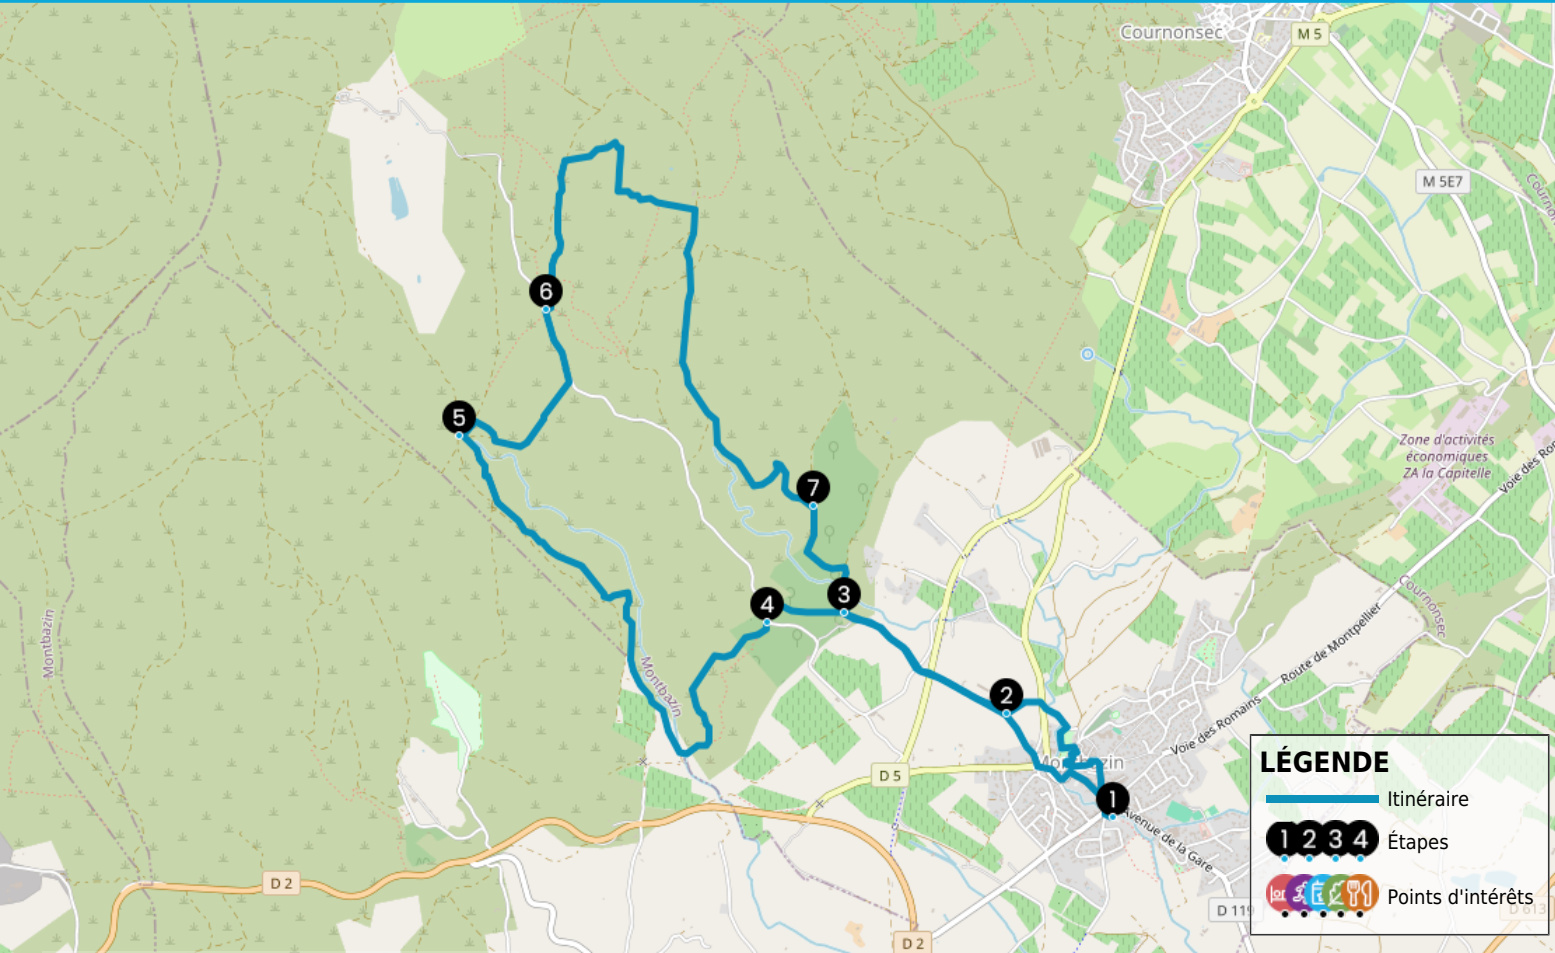 Cournonsec
M 5
M 5E7
Cournon
6
5
Zone d'activités
économiques
ZA la Capitelle
Voie des Ro
7
3
4
Cournonsec
Montbazin
Montbazin
Route de Montpellier
2
Voie des Romains
D 5
1
Avenue de la Gare
D 2
D 119
D 613
D 2
LÉGENDE
Itinéraire
1 2 3 4
Étapes
Points d'intérêts